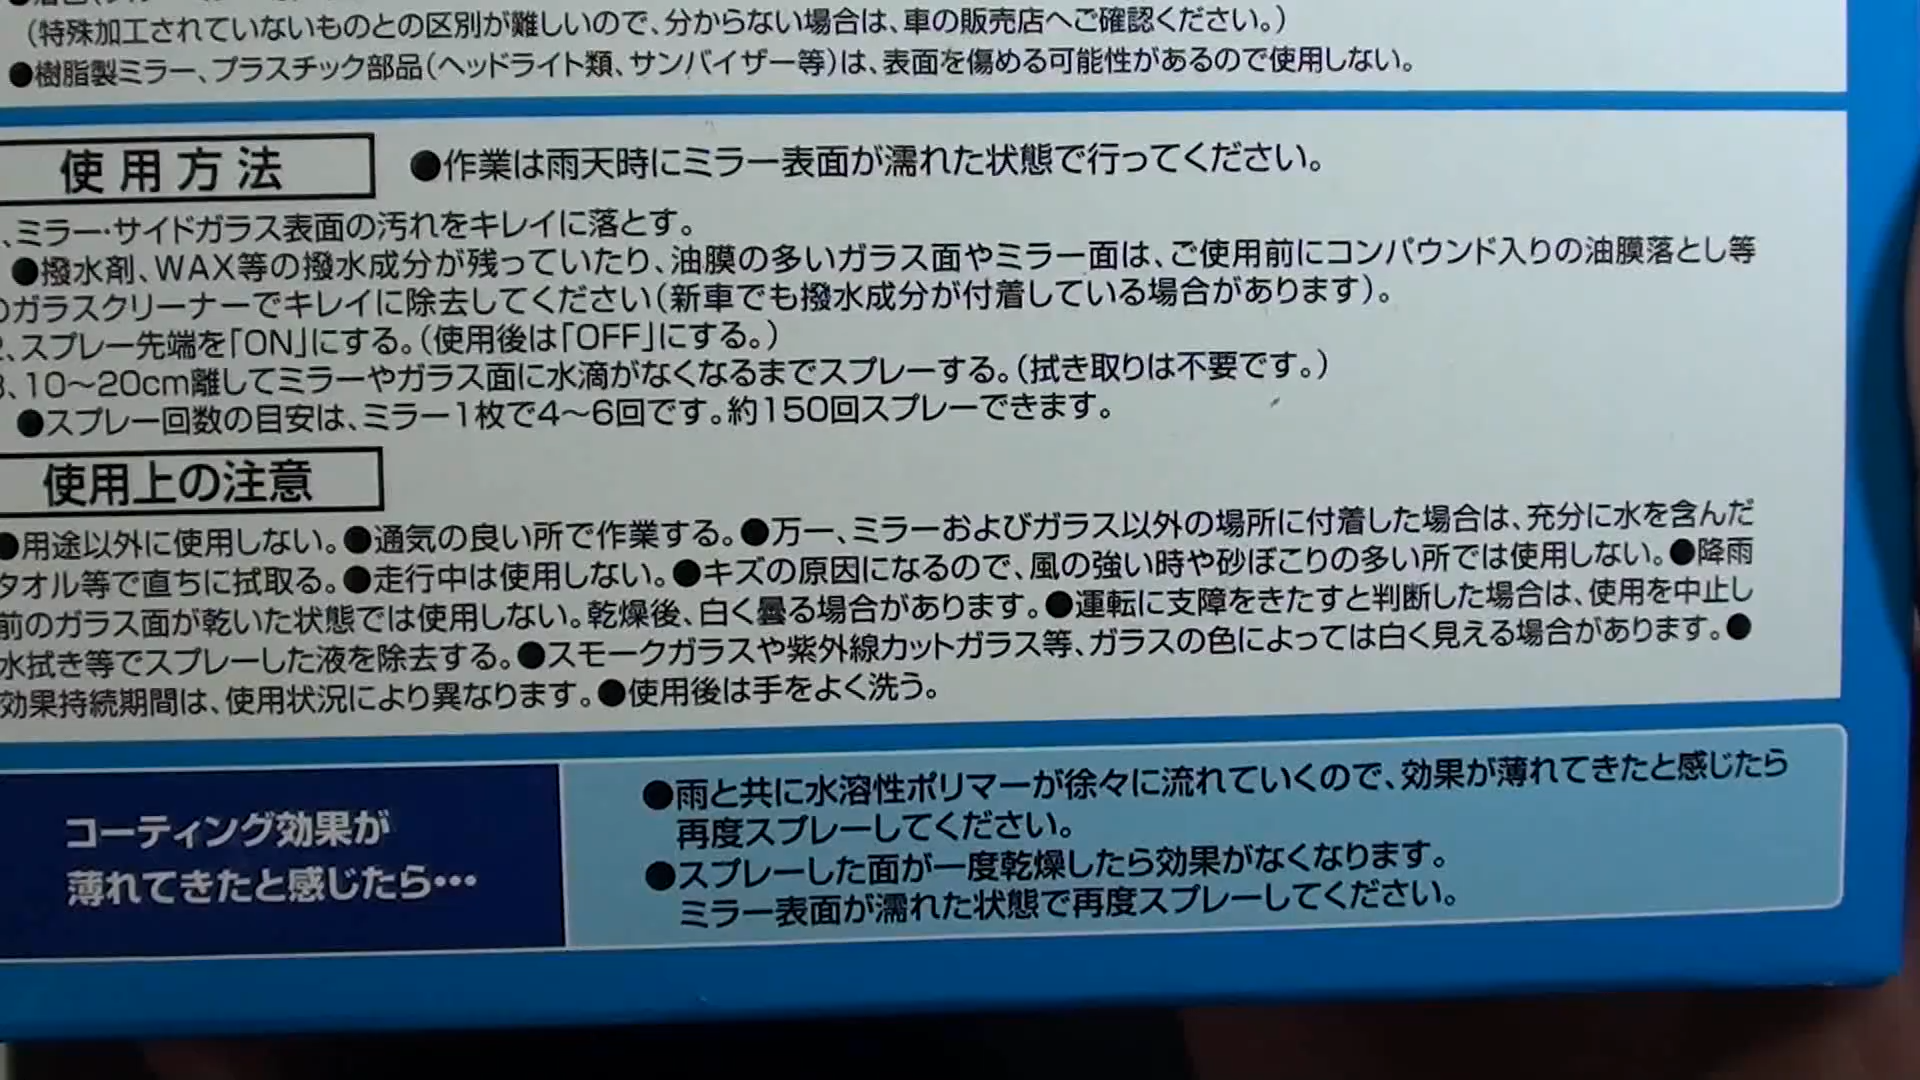 (特殊加工されていないものとの区別が難しいので、分からない場合は、車の販売店へご確認ください。)
●樹脂製ミラー、プラスチック部品(ヘッドライト類、サンバイザー等)は、表面を傷める可能性があるので使用しない。
使用方法 ●作業は雨天時にミラー表面が濡れた状態で行ってください。
、ミラー・サイドガラス表面の汚れをキレイに落とす。
●撥水剤、WAX等の撥水成分が残っていたり、油膜の多いガラス面やミラー面は、ご使用前にコンパウンド入りの油膜落とし等
のガラスクリーナーでキレイに除去してください(新車でも撥水成分が付着している場合があります)。
2、スプレー先端を「ON」にする。(使用後は「OFF」にする。)
3、10〜20cm離してミラーやガラス面に水滴がなくなるまでスプレーする。(拭き取りは不要です。)
●スプレー回数の目安は、ミラー1枚で4〜6回です。約150回スプレーできます。
使用上の注意
●用途以外に使用しない。●通気の良い所で作業する。●万一、ミラーおよびガラス以外の場所に付着した場合は、充分に水を含んだ
タオル等で直ちに拭取る。●走行中は使用しない。●キズの原因になるので、風の強い時や砂ぼこりの多い所では使用しない。●降雨
前のガラス面が乾いた状態では使用しない。乾燥後、白く曇る場合があります。●運転に支障をきたすと判断した場合は、使用を中止し
水拭き等でスプレーした液を除去する。●スモークガラスや紫外線カットガラス等、ガラスの色によっては白く見える場合があります。●
効果持続期間は、使用状況により異なります。●使用後は手をよく洗う。
コーティング効果が
薄れてきたと感じたら…
●雨と共に水溶性ポリマーが徐々に流れていくので、効果が薄れてきたと感じたら
再度スプレーしてください。
●スプレーした面が一度乾燥したら効果がなくなります。
ミラー表面が濡れた状態で再度スプレーしてください。